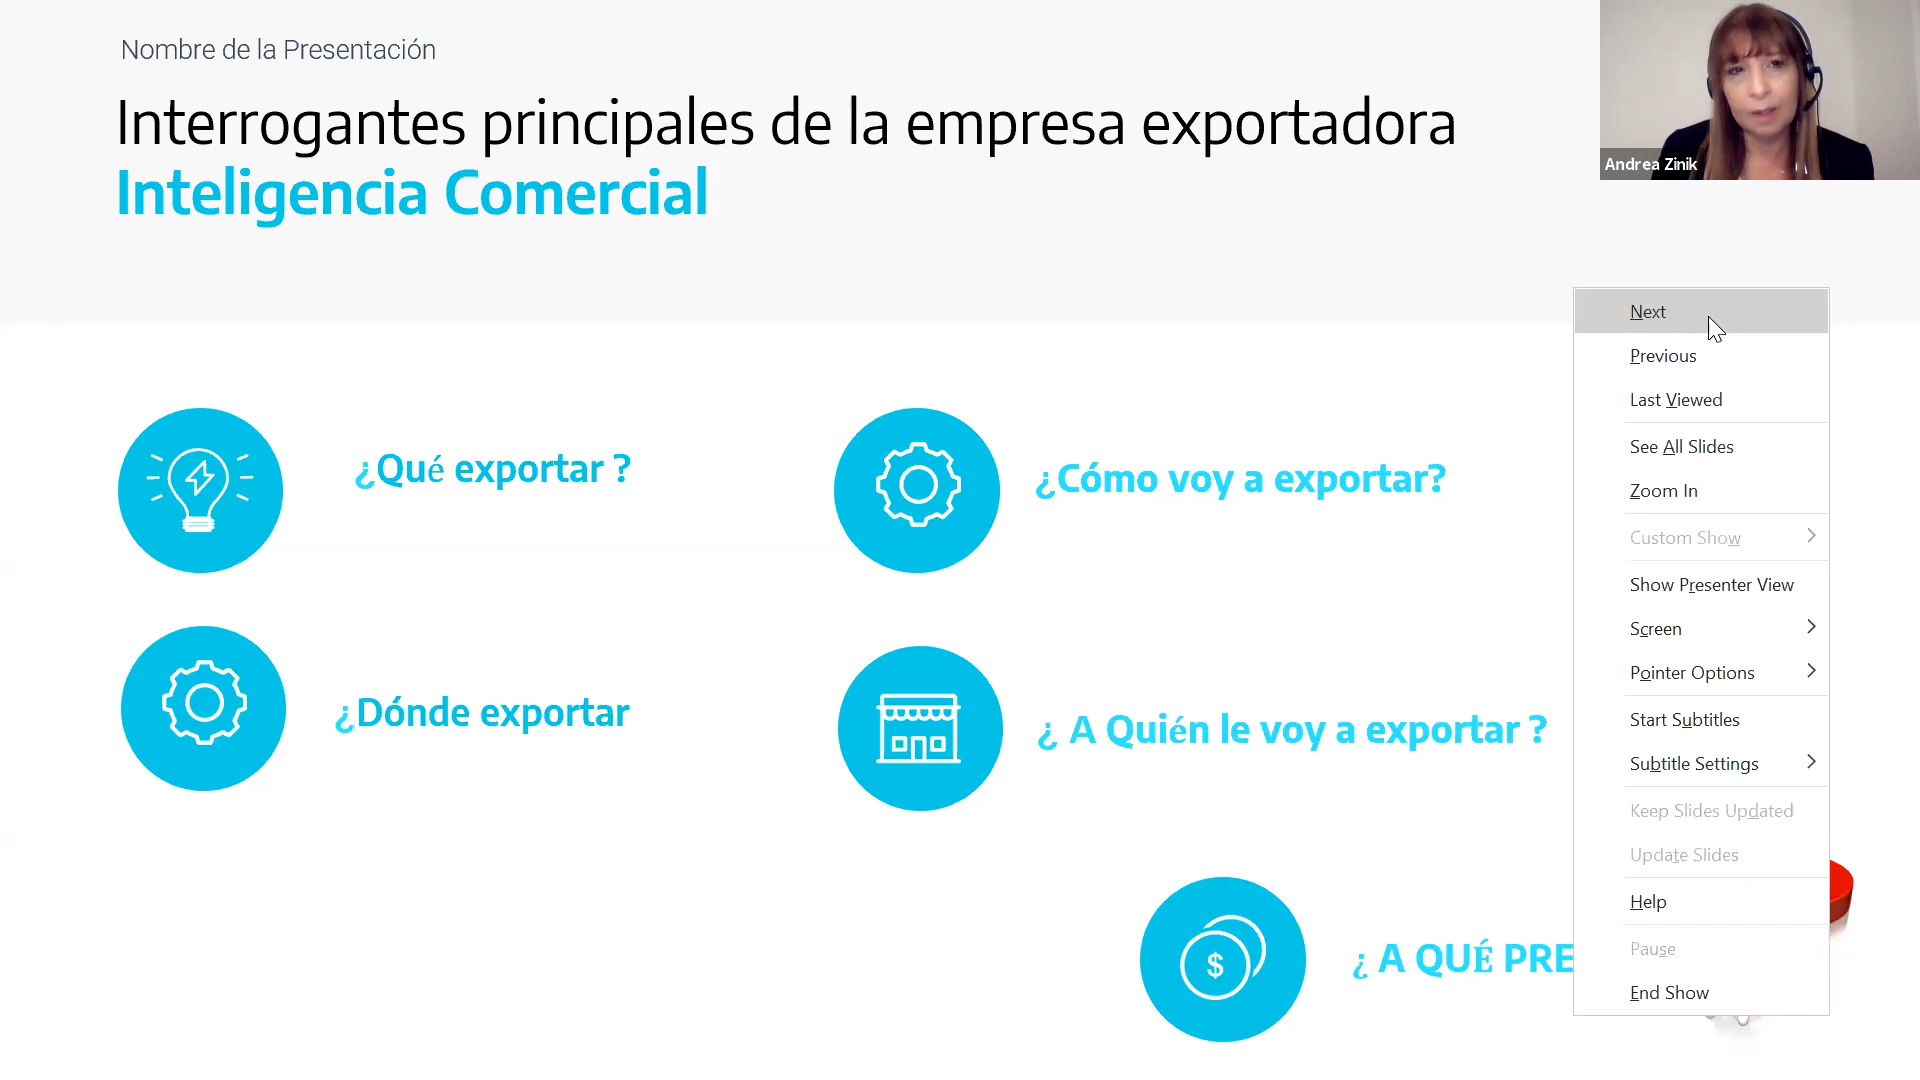 Nombre de la Presentación
Interrogantes principales de la empresa exportadora
Inteligencia Comercial
Andrea Zinik
¿Qué exportar ?
¿Cómo voy a exportar?
¿Dónde exportar
¿ A Quién le voy a exportar ?
$
¿ A QUÉ PRE
Next
Previous
Last Viewed
See All Slides
Zoom In
Custom Show
Show Presenter View
Screen
Pointer Options
Start Subtitles
Subtitle Settings
Keep Slides Updated
Update Slides
Help
Pause
End Show